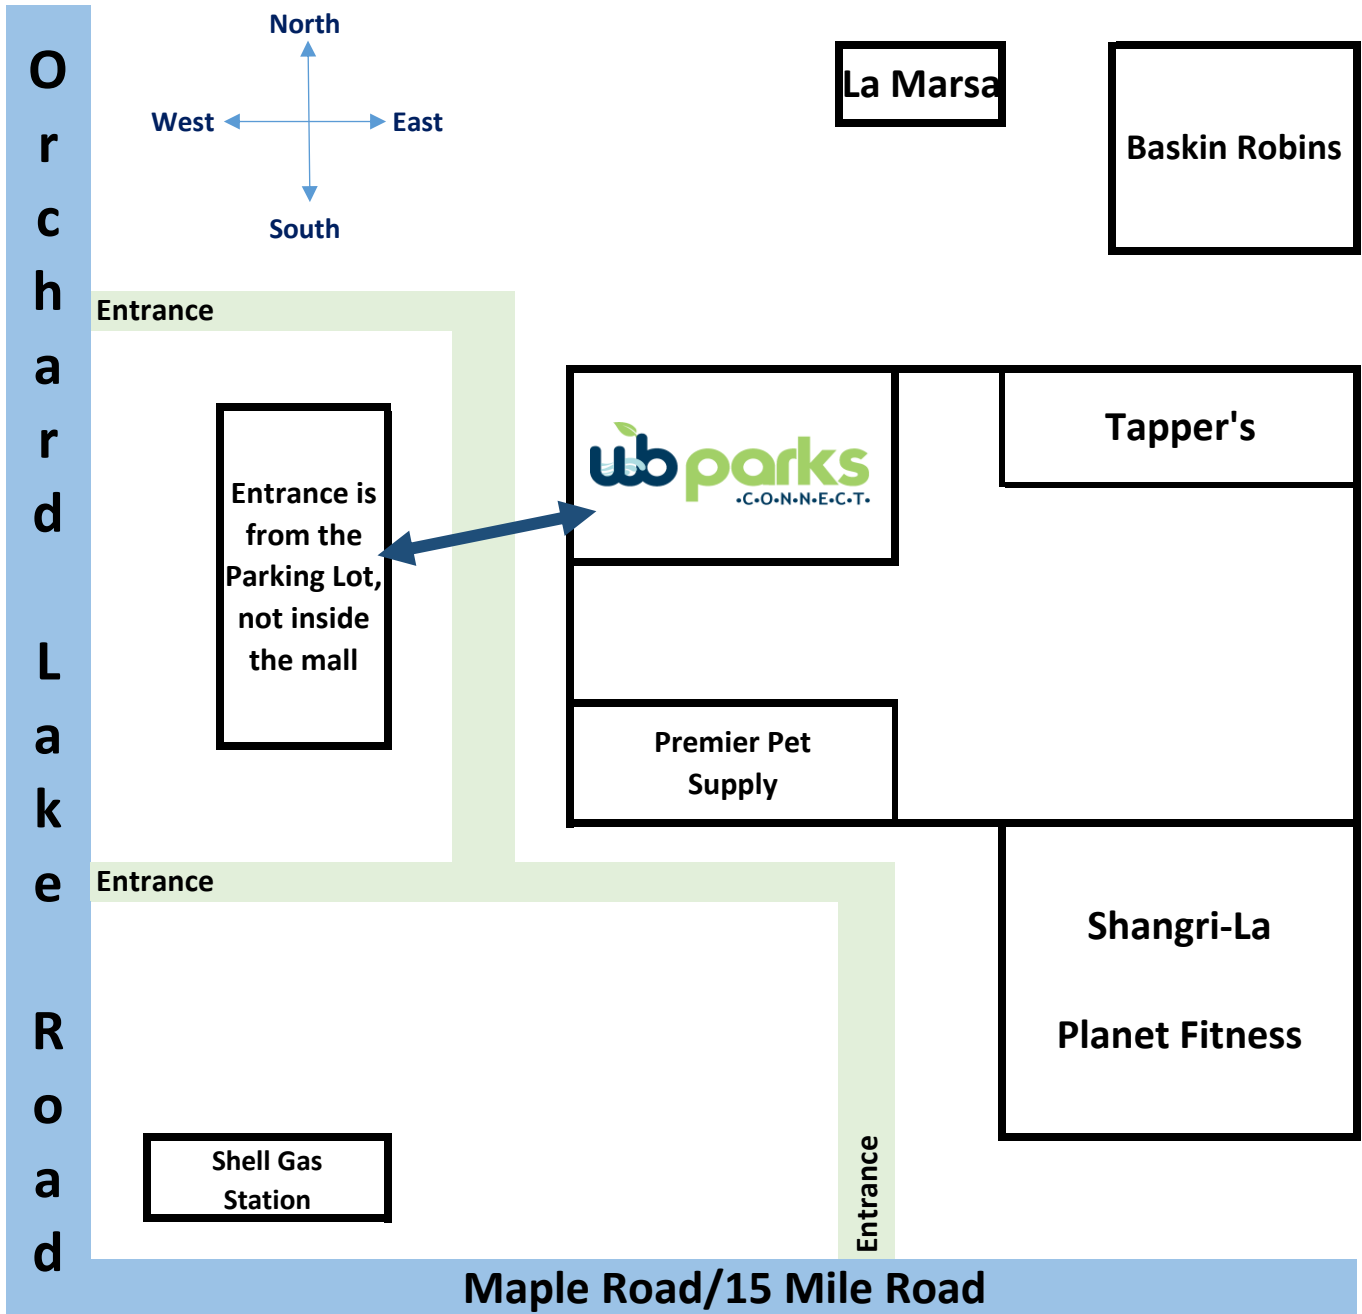 North
West
East
South
La Marsa
Baskin Robins
Orchard Lake Road
Entrance
wb parks
•C•O•N•N•E•C•T•
Tapper's
Entrance is
from the
Parking Lot,
not inside
the mall
Premier Pet
Supply
Entrance
Shangri-La
Planet Fitness
Shell Gas
Station
Entrance
Maple Road/15 Mile Road